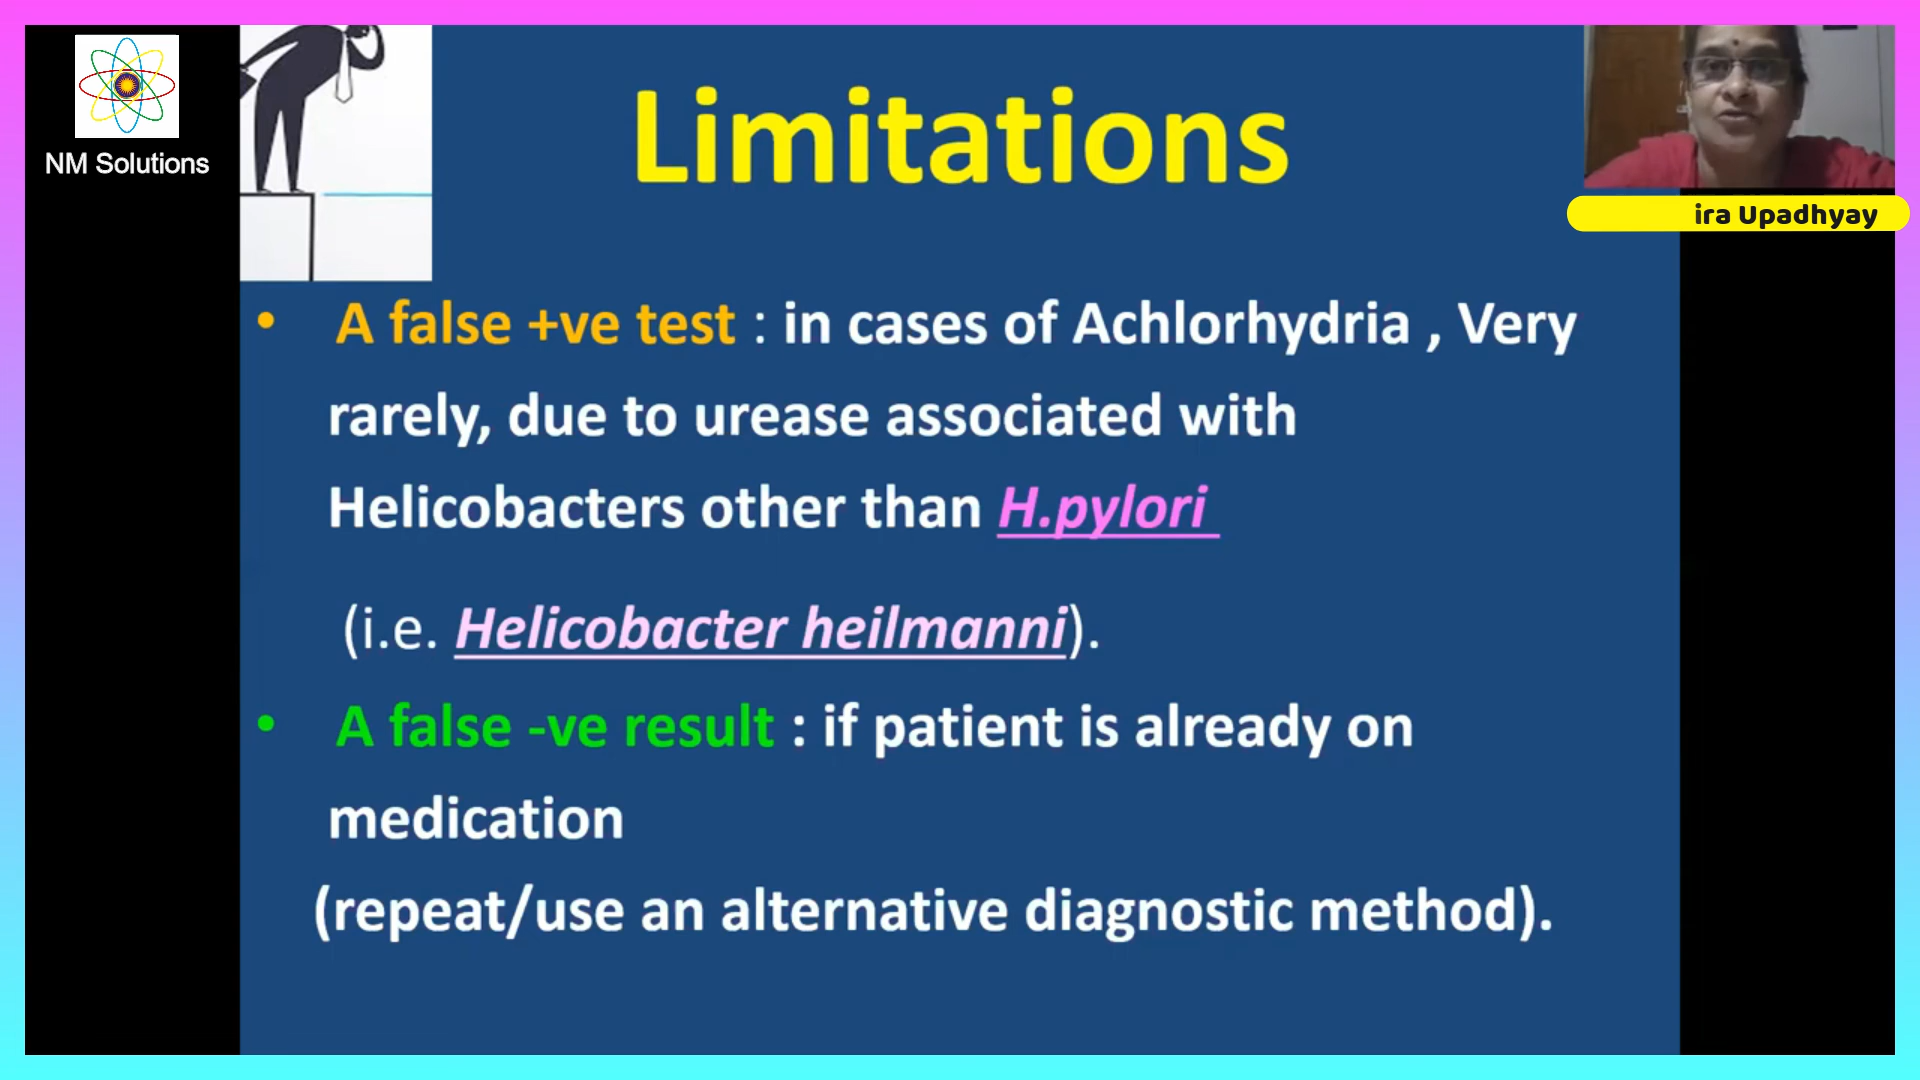 NM Solutions
Limitations
ira Upadhyay
• A false +ve test : in cases of Achlorhydria , Very
rarely, due to urease associated with
Helicobacters other than H.pylori
(i.e. Helicobacter heilmanni).
• A false -ve result : if patient is already on
medication
(repeat/use an alternative diagnostic method).